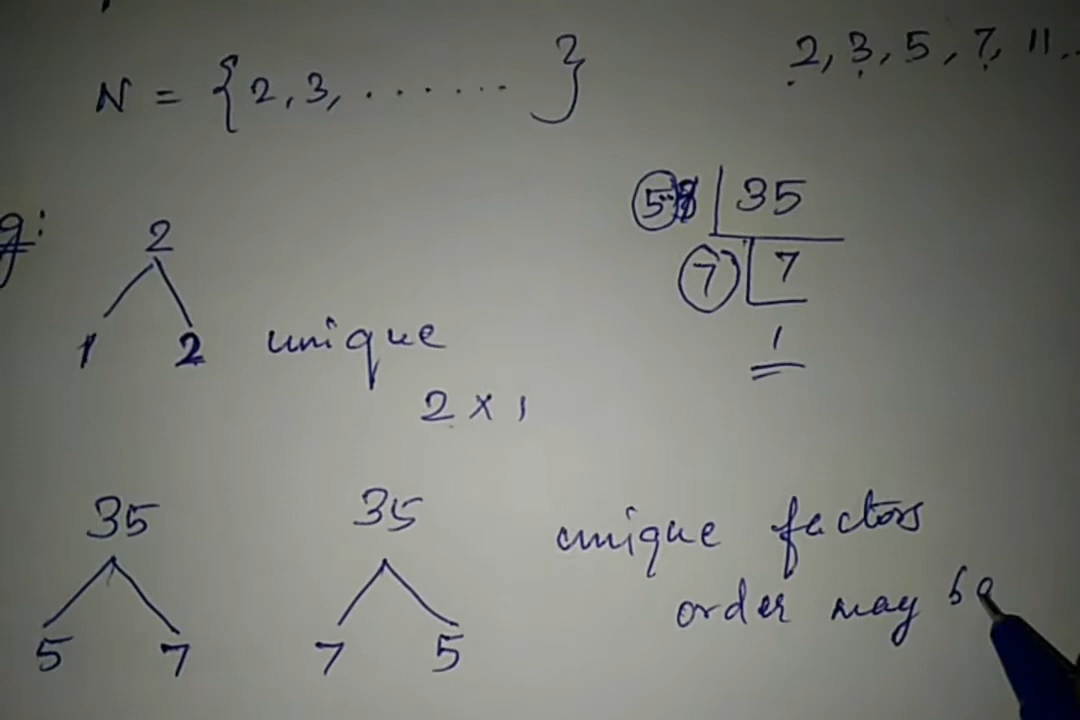 N = {2, 3, ....... }
2, 3, 5, 7, 11..
g:
2
1 2
unique
2 x 1
5 | 35
7 | 7
1
35
5 7
35
7 5
unique factors
order may